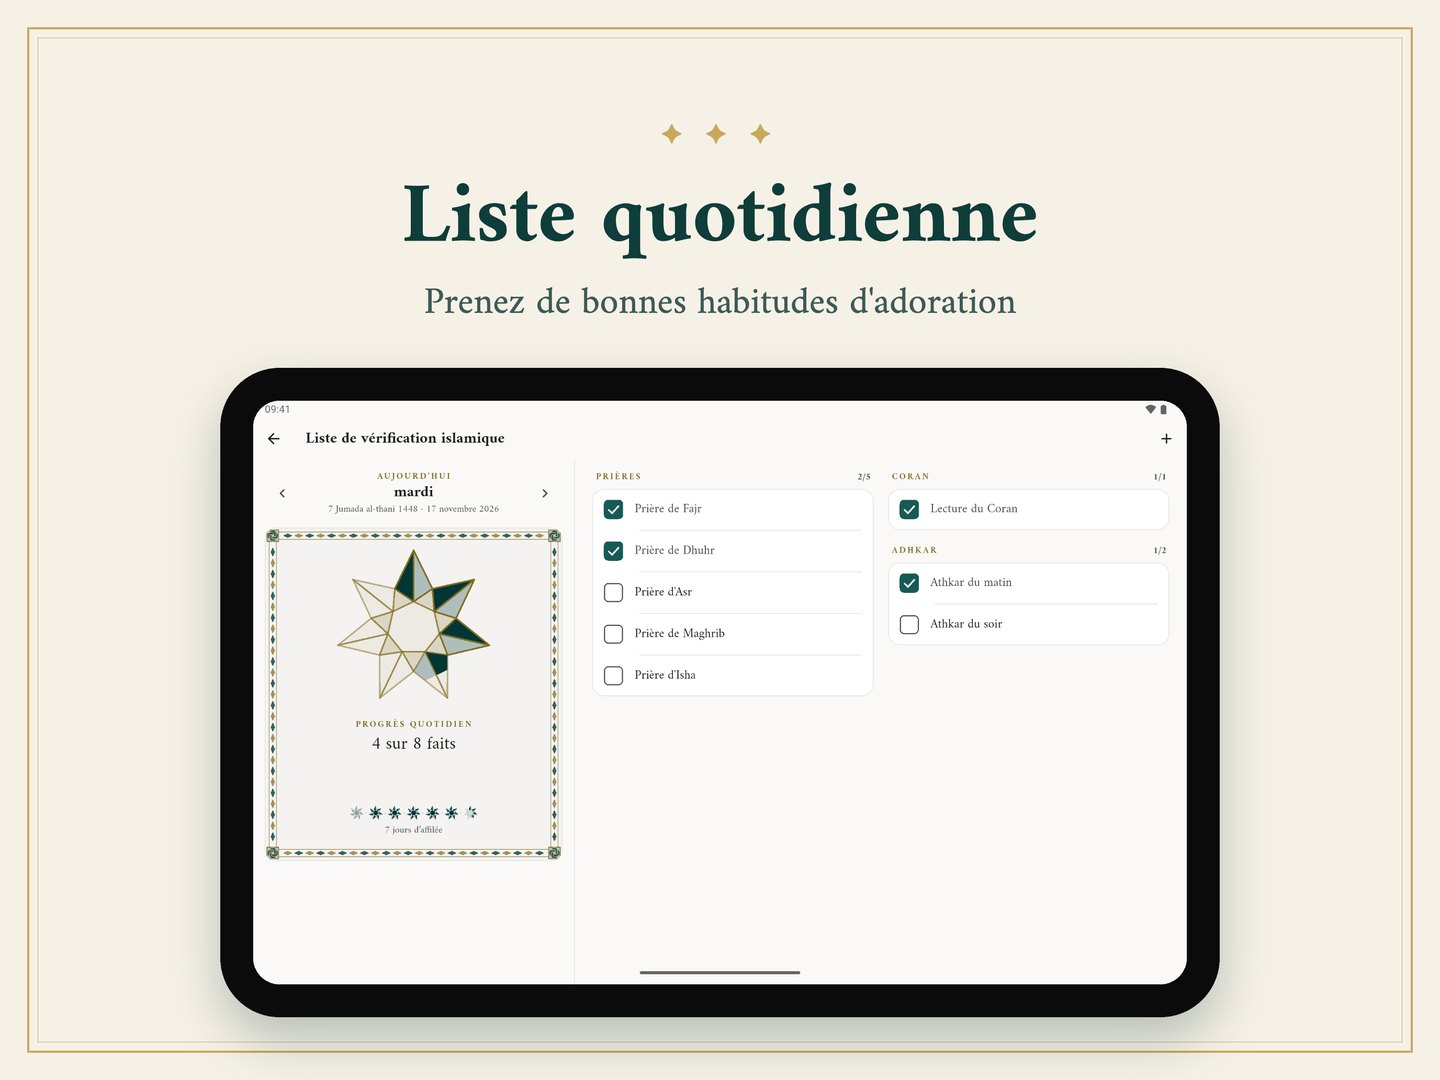 Liste quotidienne
Prenez de bonnes habitudes d'adoration
09:41
Liste de vérification islamique
AUJOURD'HUI
mardi
7 Jumada al-thani 1448 · 17 novembre 2026
PROGRÈS QUOTIDIEN
4 sur 8 faits
7 jours d'affilée
PRIÈRES 2/5
Prière de Fajr
Prière de Dhuhr
Prière d'Asr
Prière de Maghrib
Prière d'Isha
CORAN 1/1
Lecture du Coran
ADHKAR 1/2
Athkar du matin
Athkar du soir